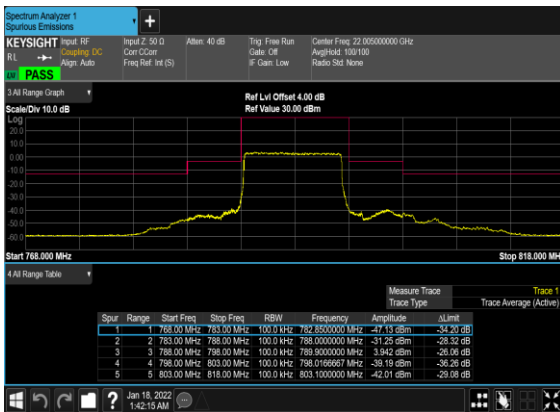 Spectrum Analyzer 1
Spurious Emissions
KEYSIGHT Input: RF Input Z: 50 Ω Atten: 40 dB Trig: Free Run Center Freq: 22.005000000 GHz
RL Coupling: DC Corr CCorr Gate: Off Avg|Hold: 100/100
Align: Auto Freq Ref: Int (S) IF Gain: Low Radio Std: None
PASS
3 All Range Graph
Ref Lvl Offset 4.00 dB
Scale/Div 10.0 dB Ref Value 30.00 dBm
Log
20.0
10.0
0.00
-10.0
-20.0
-30.0
-40.0
-50.0
-60.0
Start 768.000 MHz Stop 818.000 MH
4 All Range Table
Measure Trace Trace 1
Trace Type Trace Average (Active)
Spur Range Start Freq Stop Freq RBW Frequency Amplitude ΔLimit
1 1 768.00 MHz 783.00 MHz 100.0 kHz 782.8500000 MHz -47.13 dBm -34.20 dB
2 2 783.00 MHz 788.00 MHz 100.0 kHz 788.0000000 MHz -31.25 dBm -28.32 dB
3 3 788.00 MHz 798.00 MHz 100.0 kHz 789.9000000 MHz 3.942 dBm -26.06 dB
4 4 798.00 MHz 803.00 MHz 100.0 kHz 798.0166667 MHz -39.19 dBm -36.26 dB
5 5 803.00 MHz 818.00 MHz 100.0 kHz 803.1000000 MHz -42.01 dBm -29.08 dB
Jan 18, 2022
1:42:15 AM